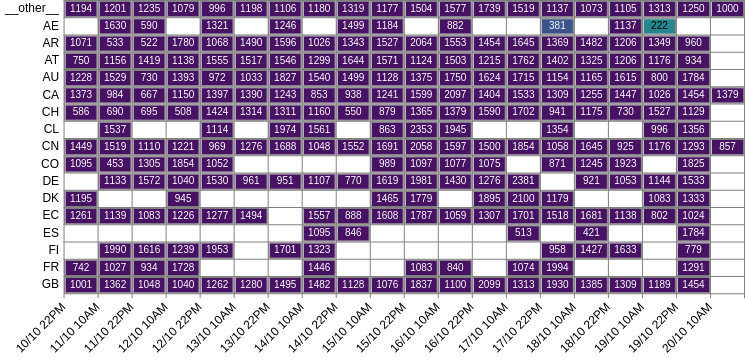 __other__ 1194 1201 1235 1079 996 1198 1106 1180 1319 1177 1504 1577 1739 1519 1137 1073 1105 1313 1250 1000
AE 1630 590 1321 1246 1499 1184 882 381 1137 222
AR 1071 533 522 1780 1068 1490 1596 1026 1343 1527 2064 1553 1454 1645 1369 1482 1206 1349 960
AT 750 1156 1419 1138 1555 1517 1546 1299 1644 1571 1124 1503 1215 1762 1402 1325 1206 1176 934
AU 1228 1529 730 1393 972 1033 1827 1540 1499 1128 1375 1750 1624 1715 1154 1165 1615 800 1784
CA 1373 984 667 1150 1397 1390 1243 853 938 1241 1599 2097 1404 1533 1309 1255 1447 1026 1454 1379
CH 586 690 695 508 1424 1314 1311 1160 550 879 1365 1379 1590 1702 941 1175 730 1527 1129
CL 1537 1114 1974 1561 863 2353 1945 1354 996 1356
CN 1449 1519 1110 1221 969 1276 1688 1048 1552 1691 2058 1597 1500 1854 1058 1645 925 1176 1293 857
CO 1095 453 1305 1854 1052 989 1097 1077 1075 871 1245 1923 1825
DE 1133 1572 1040 1530 961 951 1107 770 1619 1981 1430 1276 2381 921 1053 1144 1533
DK 1195 945 1465 1779 1895 2100 1179 1083 1333
EC 1261 1139 1083 1226 1277 1494 1557 888 1608 1787 1059 1307 1701 1518 1681 1138 802 1024
ES 1095 846 513 421 1784
FI 1990 1616 1239 1953 1701 1323 958 1427 1633 779
FR 742 1027 934 1728 1446 1083 840 1074 1994 1291
GB 1001 1362 1048 1040 1262 1280 1495 1482 1128 1076 1837 1100 2099 1313 1930 1385 1309 1189 1454
10/10 22PM 11/10 10AM 11/10 22PM 12/10 10AM 12/10 22PM 13/10 10AM 13/10 22PM 14/10 10AM 14/10 22PM 15/10 10AM 15/10 22PM 16/10 10AM 16/10 22PM 17/10 10AM 17/10 22PM 18/10 10AM 18/10 22PM 19/10 10AM 19/10 22PM 20/10 10AM